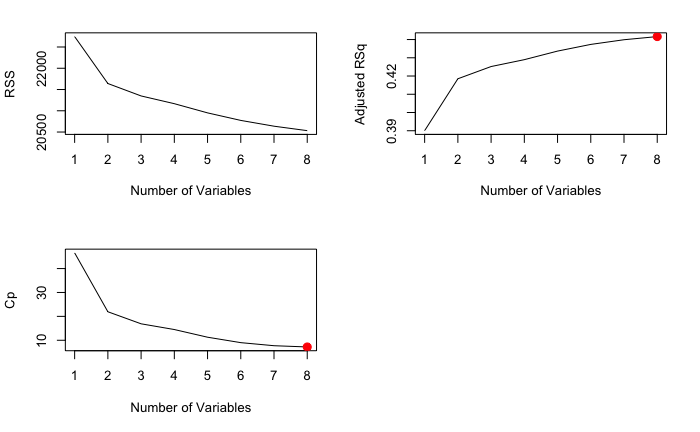 RSS
20500
22000
1 2 3 4 5 6 7 8
Number of Variables
Adjusted RSq
0.39
0.42
1 2 3 4 5 6 7 8
Number of Variables
Cp
10
30
1 2 3 4 5 6 7 8
Number of Variables